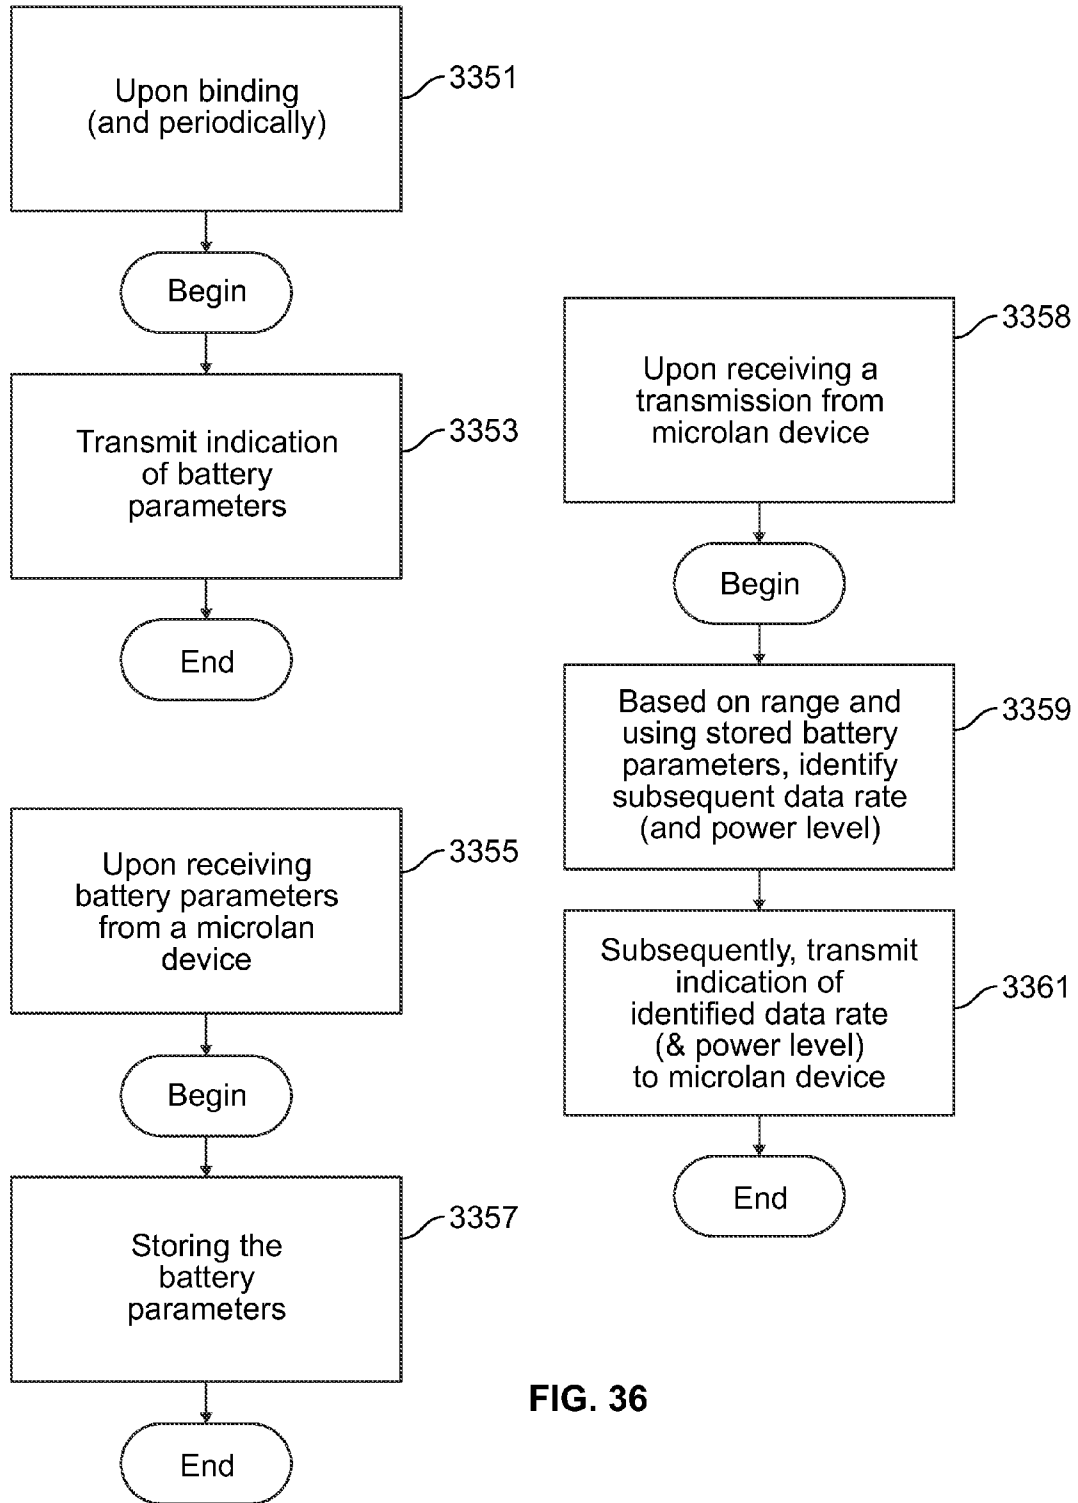 Upon binding
(and periodically)
3351
Begin
Transmit indication
of battery
parameters
3353
End
Upon receiving
battery parameters
from a microlan
device
3355
Begin
Storing the
battery
parameters
3357
End
Upon receiving a
transmission from
microlan device
3358
Begin
Based on range and
using stored battery
parameters, identify
subsequent data rate
(and power level)
3359
Subsequently, transmit
indication of
identified data rate
(& power level)
to microlan device
3361
End
FIG. 36